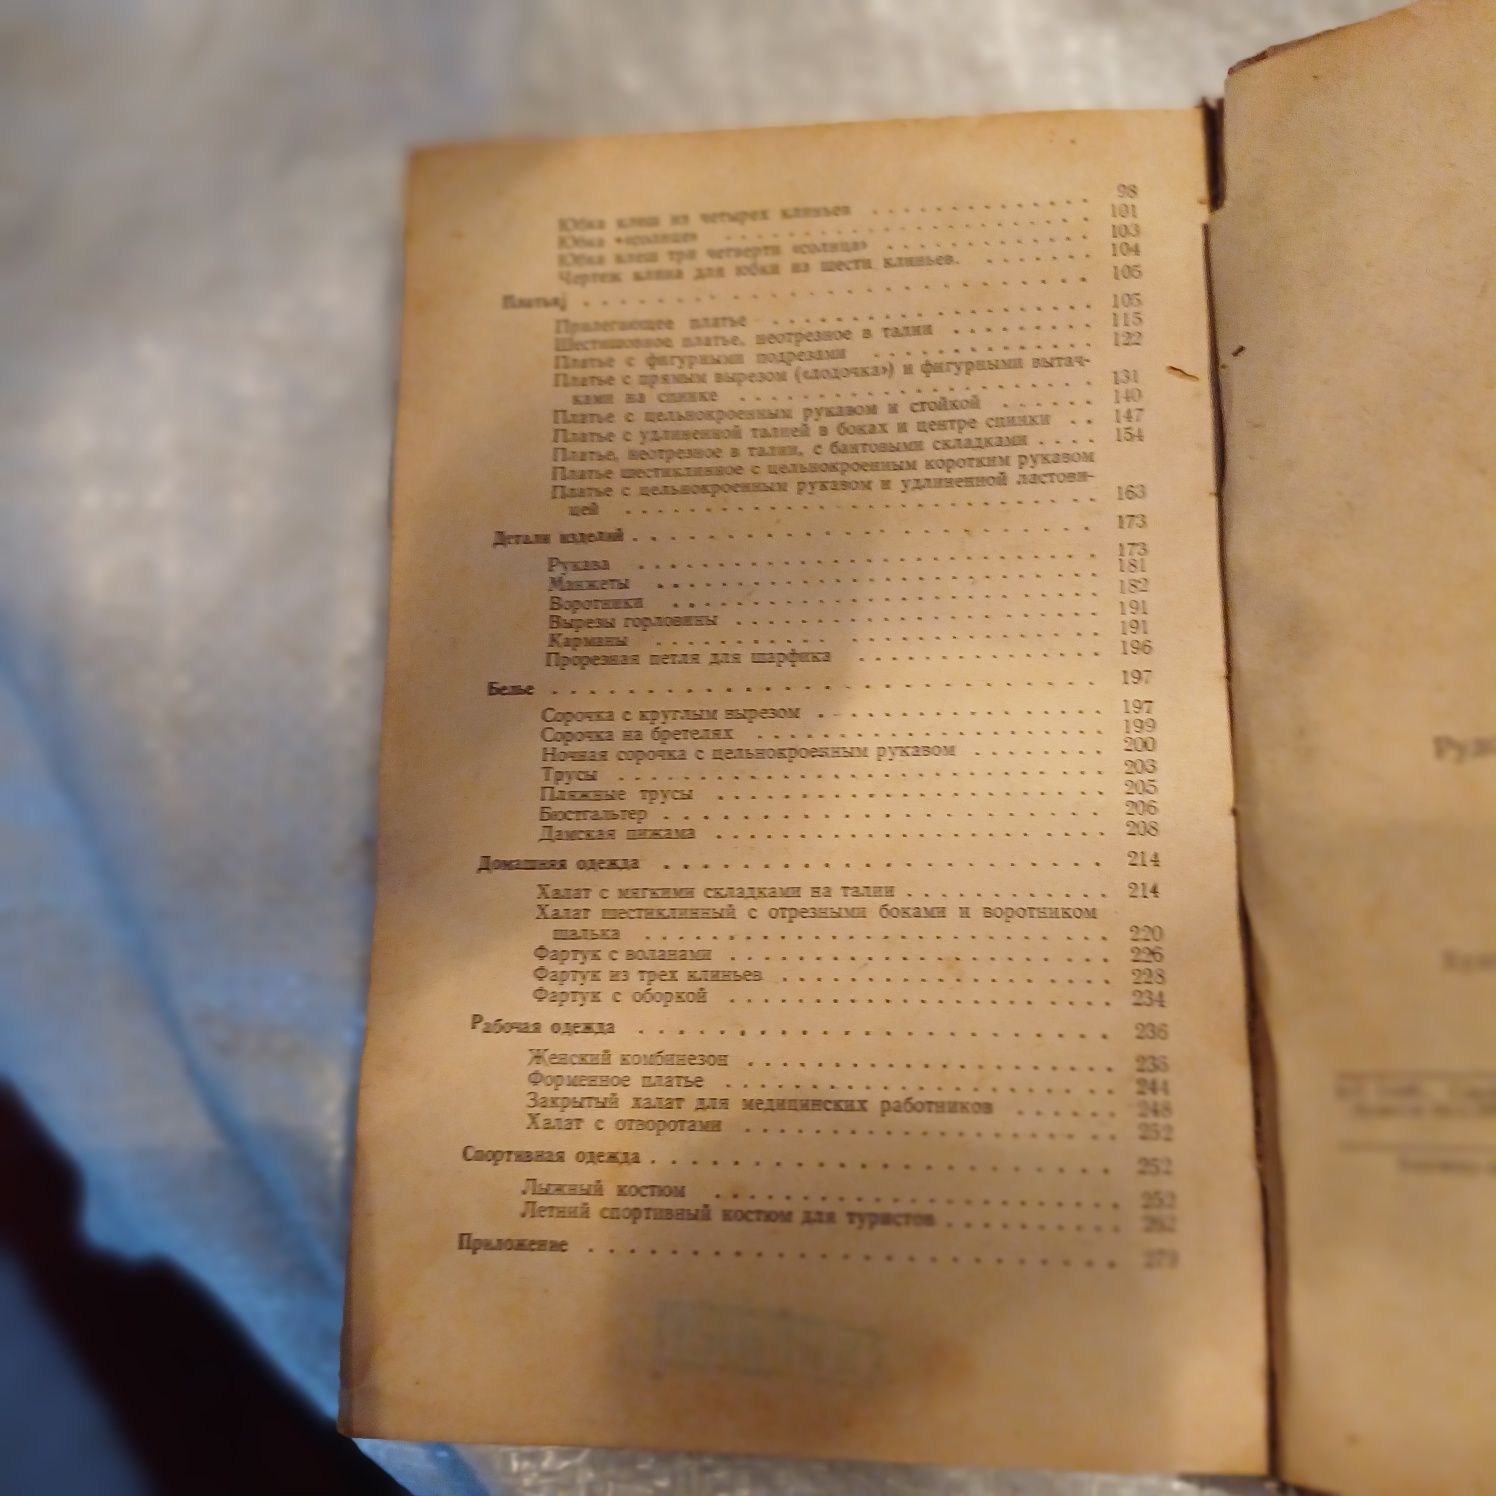 Юбка клеш из четырех клиньев . . . . . . . . . . . . . 98
Юбка «солнце» . . . . . . . . . . . . . . . . . . . . 101
Юбка клеш три четверти «солнца» . . . . . . . . . . . . 103
Чертеж клина для юбки из шести клиньев. . . . . . . . 104
Платья . . . . . . . . . . . . . . . . . . . . . . . . 105
Прилегающее платье . . . . . . . . . . . . . . . . . . 105
Шестишовное платье, неотрезное в талии . . . . . . . . . 115
Платье с фигурными подрезами . . . . . . . . . . . . . 122
Платье с прямым вырезом («лодочка») и фигурными вытач-
ками на спинке . . . . . . . . . . . . . . . . . . . . 131
Платье с цельнокроенным рукавом и стойкой . . . . . . 140
Платье с удлиненной талией в боках и центре спинки . . 147
Платье, неотрезное в талии, с бантовыми складками . . . . 154
Платье шестиклинное с цельнокроенным коротким рукавом
Платье с цельнокроенным рукавом и удлиненной ластови-
цей . . . . . . . . . . . . . . . . . . . . . . . . . 163
Детали изделий . . . . . . . . . . . . . . . . . . . . 173
Рукава . . . . . . . . . . . . . . . . . . . . . . . . 173
Манжеты . . . . . . . . . . . . . . . . . . . . . . . 181
Воротники . . . . . . . . . . . . . . . . . . . . . . 182
Вырезы горловины . . . . . . . . . . . . . . . . . . . 191
Карманы . . . . . . . . . . . . . . . . . . . . . . . 191
Прорезная петля для шарфика . . . . . . . . . . . . . 196
Белье . . . . . . . . . . . . . . . . . . . . . . . . 197
Сорочка с круглым вырезом . . . . . . . . . . . . . . 197
Сорочка на бретелях . . . . . . . . . . . . . . . . . 199
Ночная сорочка с цельнокроенным рукавом . . . . . . . . 200
Трусы . . . . . . . . . . . . . . . . . . . . . . . . 203
Пляжные трусы . . . . . . . . . . . . . . . . . . . . 205
Бюстгальтер . . . . . . . . . . . . . . . . . . . . . 206
Дамская пижама . . . . . . . . . . . . . . . . . . . . 208
Домашняя одежда . . . . . . . . . . . . . . . . . . . 214
Халат с мягкими складками на талии . . . . . . . . . . 214
Халат шестиклинный с отрезными боками и воротником
шалька . . . . . . . . . . . . . . . . . . . . . . . . 220
Фартук с воланами . . . . . . . . . . . . . . . . . . 226
Фартук из трех клиньев . . . . . . . . . . . . . . . . 228
Фартук с оборкой . . . . . . . . . . . . . . . . . . . 234
Рабочая одежда . . . . . . . . . . . . . . . . . . . . 236
Женский комбинезон . . . . . . . . . . . . . . . . . . 236
Форменное платье . . . . . . . . . . . . . . . . . . . 244
Закрытый халат для медицинских работников . . . . . . 248
Халат с отворотами . . . . . . . . . . . . . . . . . . 252
Спортивная одежда . . . . . . . . . . . . . . . . . . 252
Лыжный костюм . . . . . . . . . . . . . . . . . . . . 252
Летний спортивный костюм для туристов . . . . . . . . . 262
Приложение . . . . . . . . . . . . . . . . . . . . . . 270